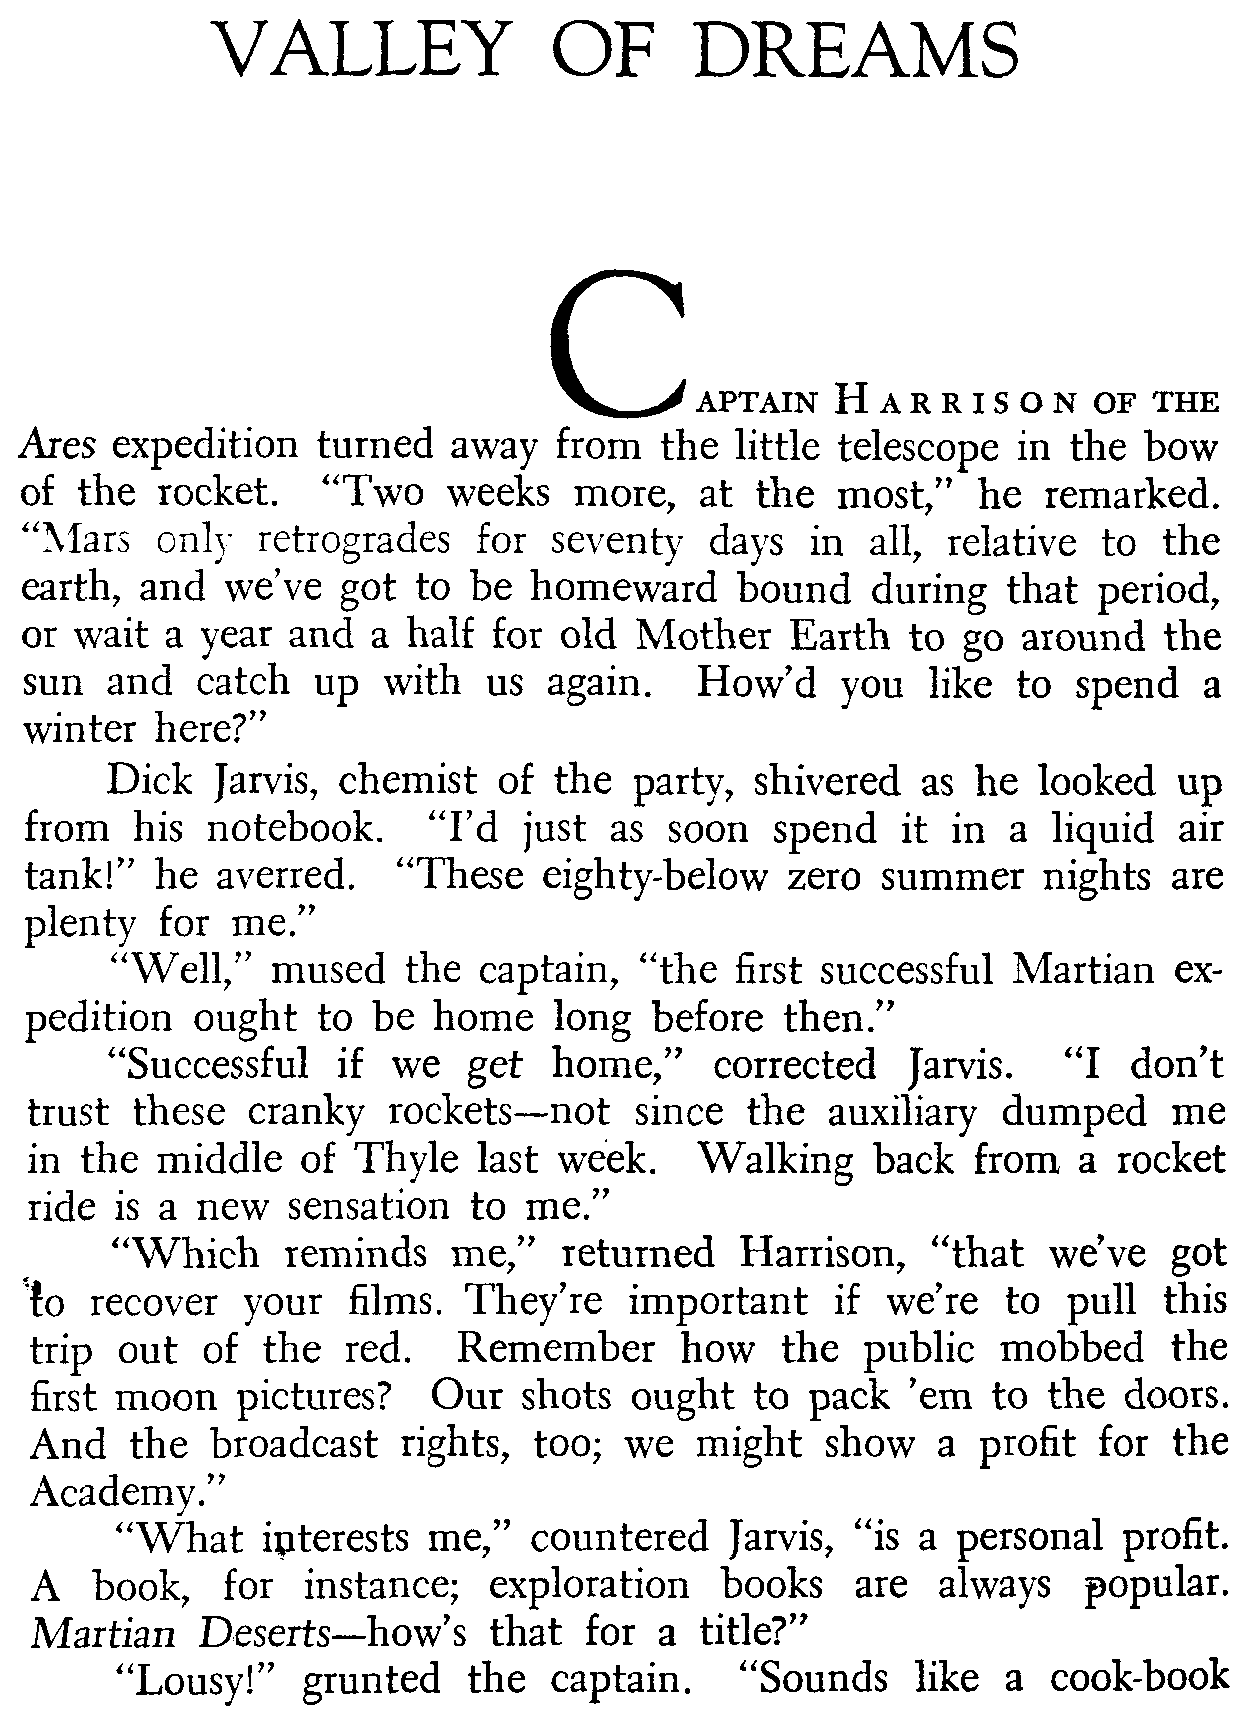 VALLEY OF DREAMS
CAPTAIN HARRISON OF THE
Ares expedition turned away from the little telescope in the bow
of the rocket. “Two weeks more, at the most,” he remarked.
“Mars only retrogrades for seventy days in all, relative to the
earth, and we’ve got to be homeward bound during that period,
or wait a year and a half for old Mother Earth to go around the
sun and catch up with us again. How’d you like to spend a
winter here?”
Dick Jarvis, chemist of the party, shivered as he looked up
from his notebook. “I’d just as soon spend it in a liquid air
tank!” he averred. “These eighty-below zero summer nights are
plenty for me.”
“Well,” mused the captain, “the first successful Martian ex-
pedition ought to be home long before then.”
“Successful if we get home,” corrected Jarvis. “I don’t
trust these cranky rockets—not since the auxiliary dumped me
in the middle of Thyle last week. Walking back from a rocket
ride is a new sensation to me.”
“Which reminds me,” returned Harrison, “that we’ve got
to recover your films. They’re important if we’re to pull this
trip out of the red. Remember how the public mobbed the
first moon pictures? Our shots ought to pack ’em to the doors.
And the broadcast rights, too; we might show a profit for the
Academy.”
“What interests me,” countered Jarvis, “is a personal profit.
A book, for instance; exploration books are always popular.
Martian Deserts—how’s that for a title?”
“Lousy!” grunted the captain. “Sounds like a cook-book